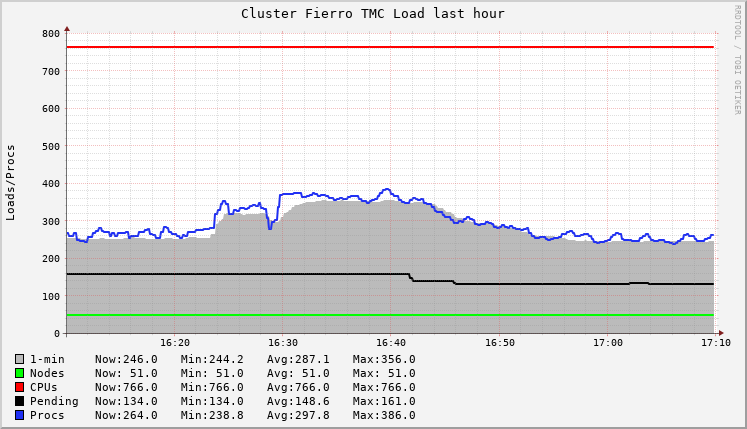 Cluster Fierro TMC Load last hour
RRDTOOL / TOBI OETIKER
Loads/Procs
800
700
600
500
400
300
200
100
0
16:20 16:30 16:40 16:50 17:00 17:10
1-min Now:246.0 Min:244.2 Avg:287.1 Max:356.0
Nodes Now: 51.0 Min: 51.0 Avg: 51.0 Max: 51.0
CPUs Now:766.0 Min:766.0 Avg:766.0 Max:766.0
Pending Now:134.0 Min:134.0 Avg:148.6 Max:161.0
Procs Now:264.0 Min:238.8 Avg:297.8 Max:386.0